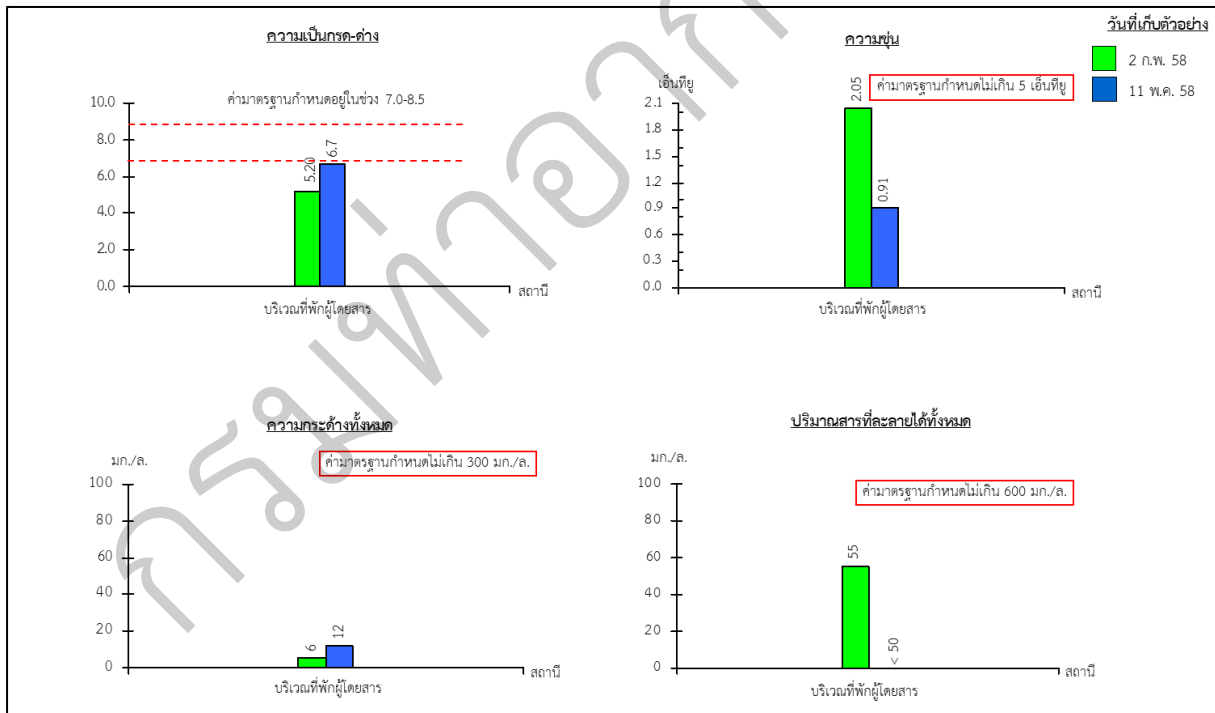 วันที่เก็บตัวอย่าง
2 ก.พ. 58
11 พ.ค. 58
ความเป็นกรด-ด่าง
ค่ามาตรฐานกำหนดอยู่ในช่วง 7.0-8.5
10.0
8.0
6.0
4.0
2.0
0.0
5.20
6.7
สถานี
บริเวณที่พักผู้โดยสาร
ความขุ่น
เอ็นทียู
ค่ามาตรฐานกำหนดไม่เกิน 5 เอ็นทียู
2.1
1.8
1.5
1.2
0.9
0.6
0.3
0.0
2.05
0.91
สถานี
บริเวณที่พักผู้โดยสาร
ความกระด้างทั้งหมด
มก./ล.
ค่ามาตรฐานกำหนดไม่เกิน 300 มก./ล.
100
80
60
40
20
0
6
12
สถานี
บริเวณที่พักผู้โดยสาร
ปริมาณสารที่ละลายได้ทั้งหมด
มก./ล.
ค่ามาตรฐานกำหนดไม่เกิน 600 มก./ล.
100
80
60
40
20
0
55
< 50
สถานี
บริเวณที่พักผู้โดยสาร